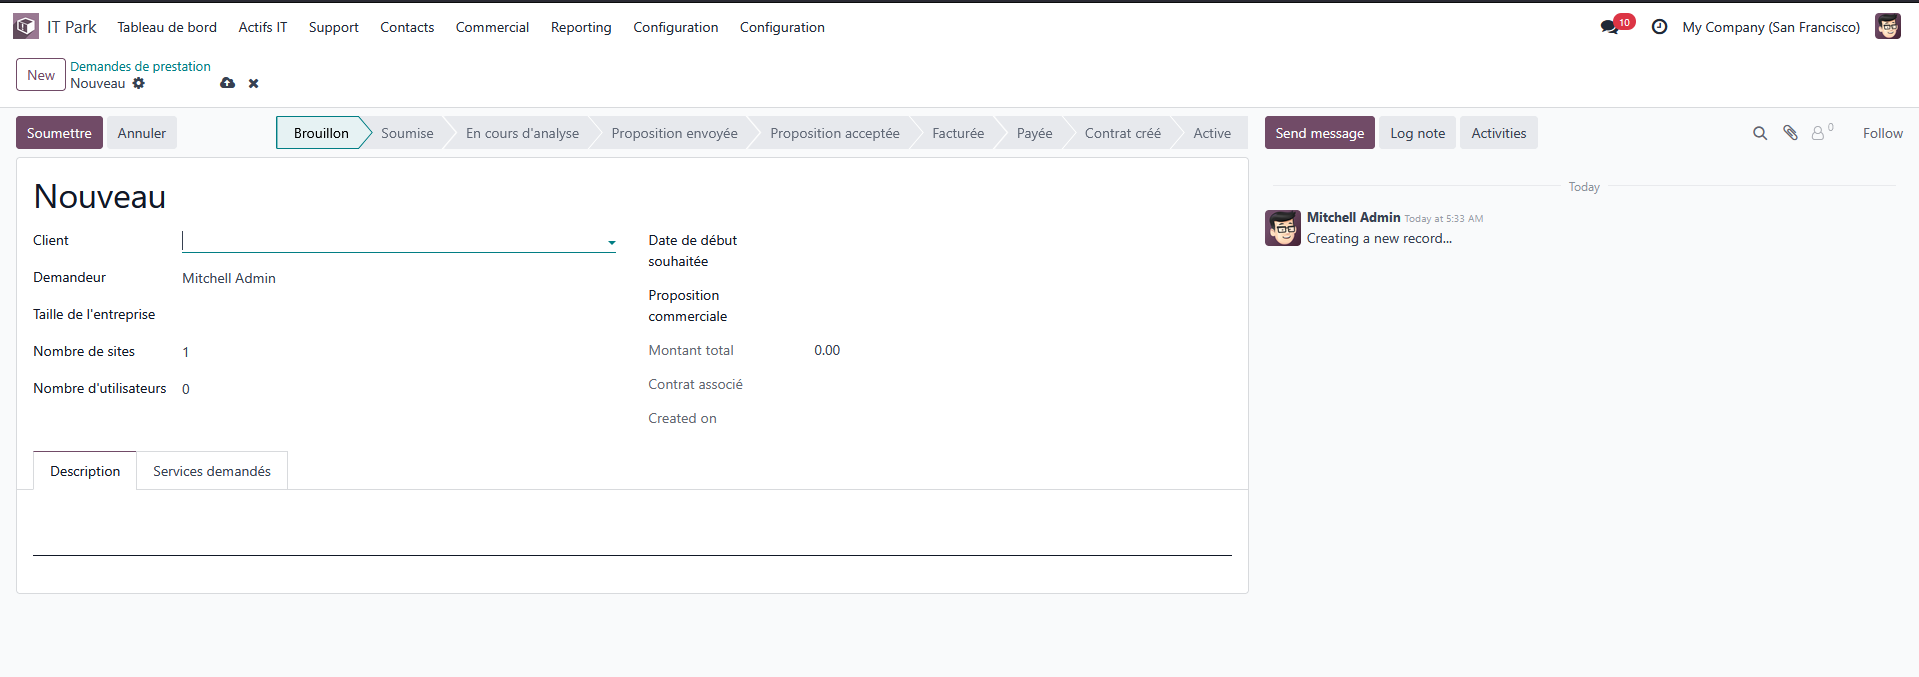 IT Park Tableau de bord Actifs IT Support Contacts Commercial Reporting Configuration Configuration 10 My Company (San Francisco)
New Demandes de prestation
Nouveau
Soumettre Annuler Brouillon Soumise En cours d'analyse Proposition envoyée Proposition acceptée Facturée Payée Contrat créé Active Send message Log note Activities 0 Follow
Nouveau
Client
Demandeur Mitchell Admin
Taille de l'entreprise
Nombre de sites 1
Nombre d'utilisateurs 0
Date de début
souhaitée
Proposition
commerciale
Montant total 0.00
Contrat associé
Created on
Description Services demandés
Today
Mitchell Admin Today at 5:33 AM
Creating a new record...